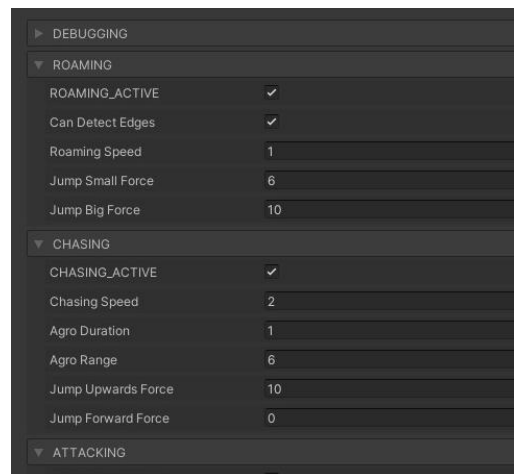 DEBUGGING
ROAMING
ROAMING_ACTIVE
Can Detect Edges
Roaming Speed 1
Jump Small Force 6
Jump Big Force 10
CHASING
CHASING_ACTIVE
Chasing Speed 2
Agro Duration 1
Agro Range 6
Jump Upwards Force 10
Jump Forward Force 0
ATTACKING